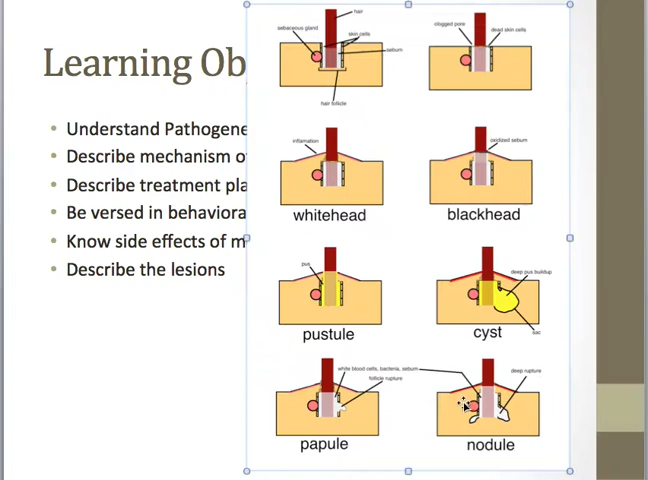 Learning Ob
Understand Pathogene
Describe mechanism o
Describe treatment pla
Be versed in behaviora
Know side effects of m
Describe the lesions
hair
sebaceous gland
skin cells
sebum
hair follicle
clogged pore
dead skin cells
inflamation
whitehead
oxidized sebum
blackhead
pus
pustule
deep pus buildup
sac
cyst
white blood cells, bacteria, sebum
follicle rupture
papule
deep rupture
nodule